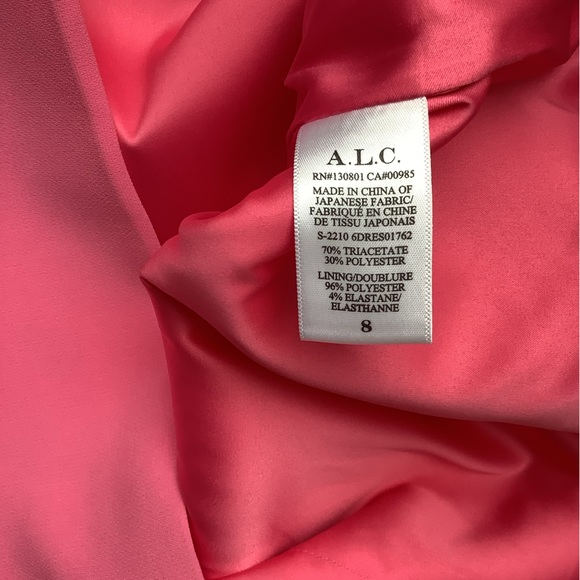 A.L.C.
RN#130801 CA#00985
MADE IN CHINA OF
JAPANESE FABRIC/
FABRIQUÉ EN CHINE
DE TISSU JAPONAIS
S-2210 6DRES01762
70% TRIACETATE
30% POLYESTER
LINING/DOUBLURE
96% POLYESTER
4% ELASTANE/
ELASTHANNE
8